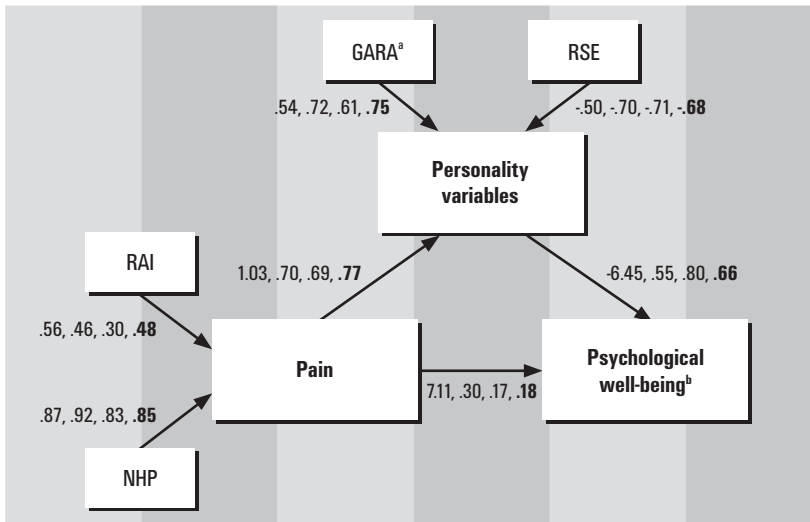 GARAᵃ
RSE
.54, .72, .61, .75
-.50, -.70, -.71, -.68
Personality
variables
RAI
1.03, .70, .69, .77
-6.45, .55, .80, .66
.56, .46, .30, .48
Pain
Psychological
well-beingᵇ
7.11, .30, .17, .18
.87, .92, .83, .85
NHP